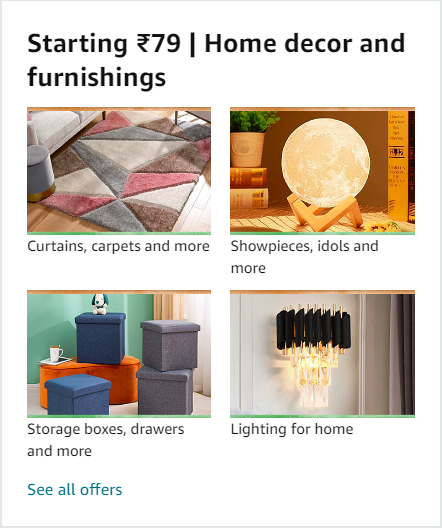 Starting ₹79 | Home decor and
furnishings
Curtains, carpets and more
Showpieces, idols and
more
Storage boxes, drawers
and more
Lighting for home
See all offers